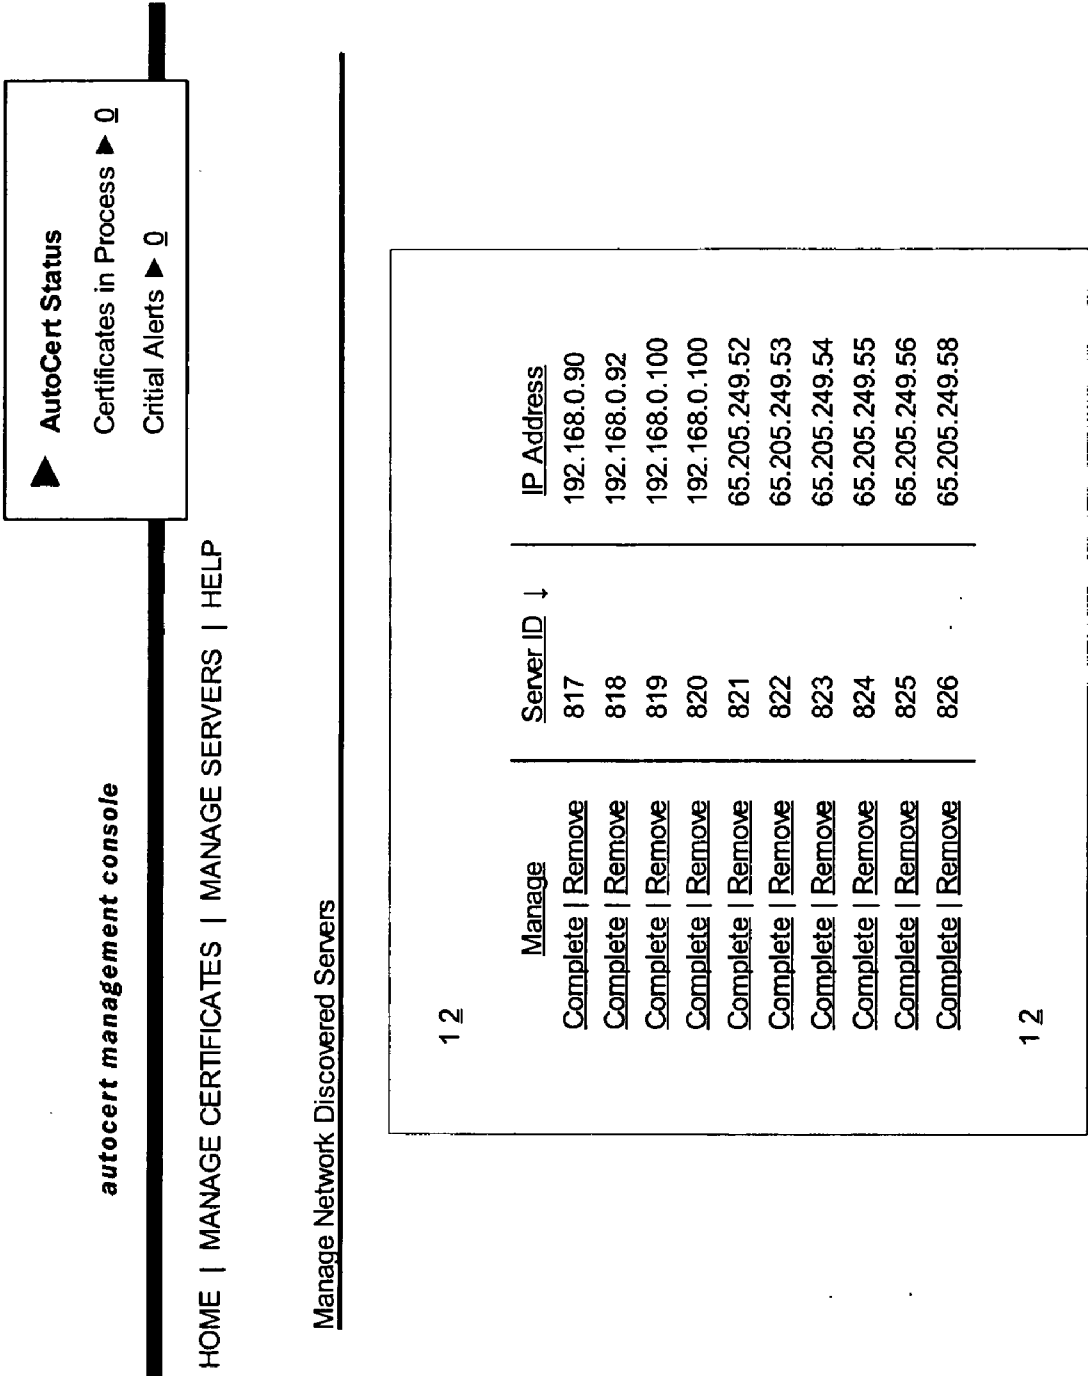 autocert management console
AutoCert Status
Certificates in Process ► 0
Critial Alerts ► 0
HOME | MANAGE CERTIFICATES | MANAGE SERVERS | HELP
Manage Network Discovered Servers
1 2
Manage Server ID ↓ IP Address
Complete | Remove 817 192.168.0.90
Complete | Remove 818 192.168.0.92
Complete | Remove 819 192.168.0.100
Complete | Remove 820 192.168.0.100
Complete | Remove 821 65.205.249.52
Complete | Remove 822 65.205.249.53
Complete | Remove 823 65.205.249.54
Complete | Remove 824 65.205.249.55
Complete | Remove 825 65.205.249.56
Complete | Remove 826 65.205.249.58
1 2